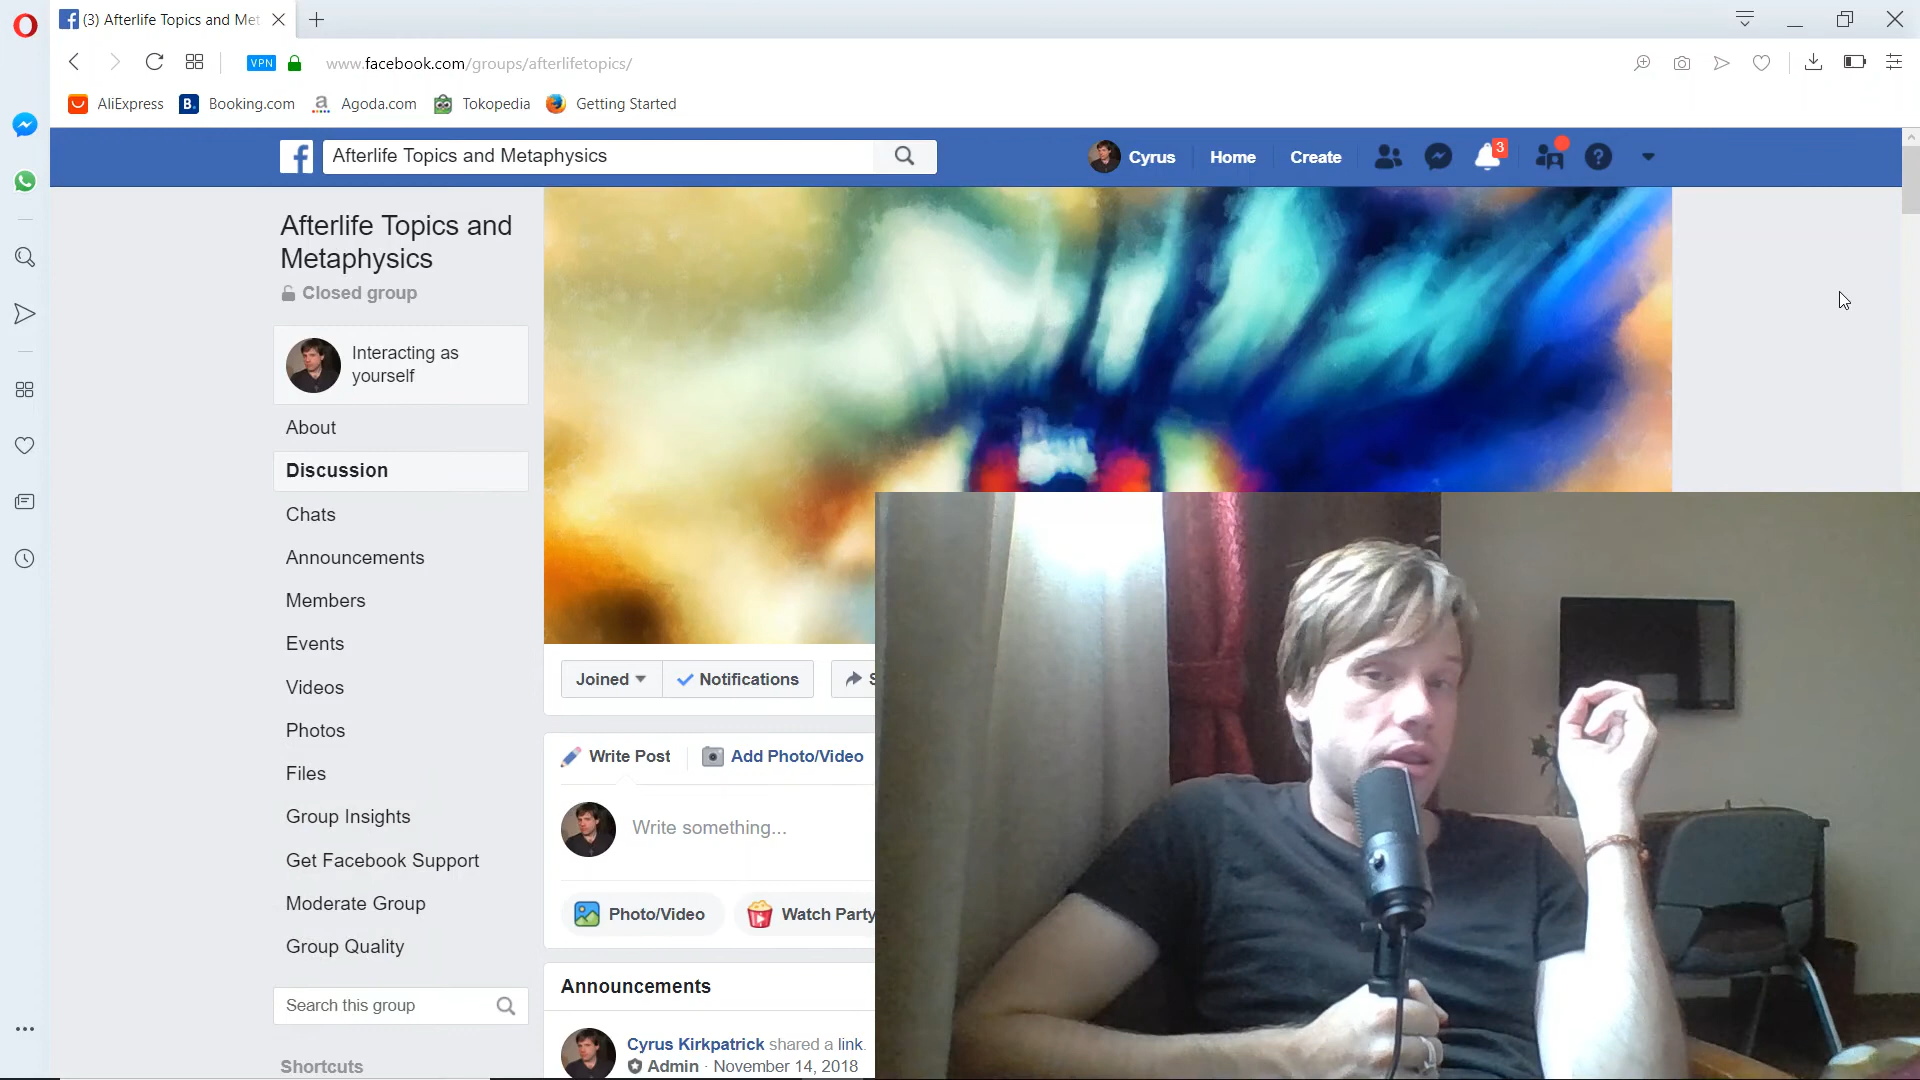 (3) Afterlife Topics and Met
VPN
www.facebook.com/groups/afterlifetopics/
AliExpress
B.
Booking.com
a
Agoda.com
Tokopedia
Getting Started
Afterlife Topics and Metaphysics
Cyrus
Home
Create
3
Afterlife Topics and
Metaphysics
Closed group
Interacting as
yourself
About
Discussion
Chats
Announcements
Members
Events
Videos
Photos
Files
Group Insights
Get Facebook Support
Moderate Group
Group Quality
Search this group
Shortcuts
Joined
Notifications
S
Write Post
Add Photo/Video
Write something...
Photo/Video
Watch Party
Announcements
Cyrus Kirkpatrick shared a link.
Admin · November 14, 2018